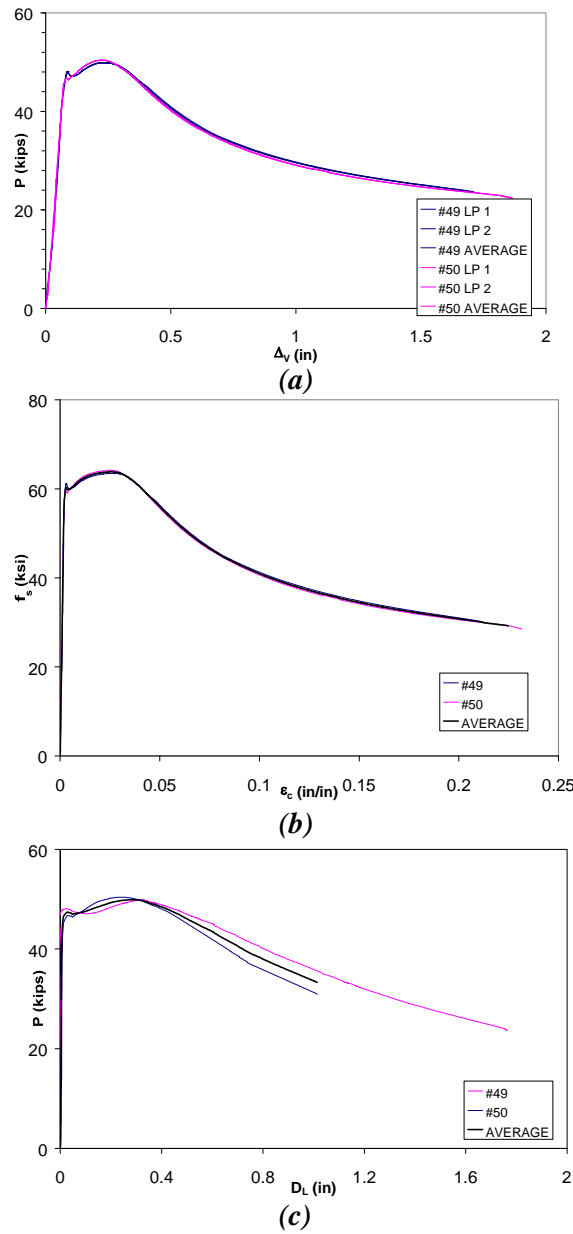 60
40
20
0
P (kips)
0
0.5
1
1.5
2
Δv (in)
#49 LP 1
#49 LP 2
#49 AVERAGE
#50 LP 1
#50 LP 2
#50 AVERAGE
(a)
80
60
40
20
0
fs (ksi)
0
0.05
0.1
0.15
0.2
0.25
εc (in/in)
#49
#50
AVERAGE
(b)
60
40
20
0
P (kips)
0
0.4
0.8
1.2
1.6
2
DL (in)
#49
#50
AVERAGE
(c)